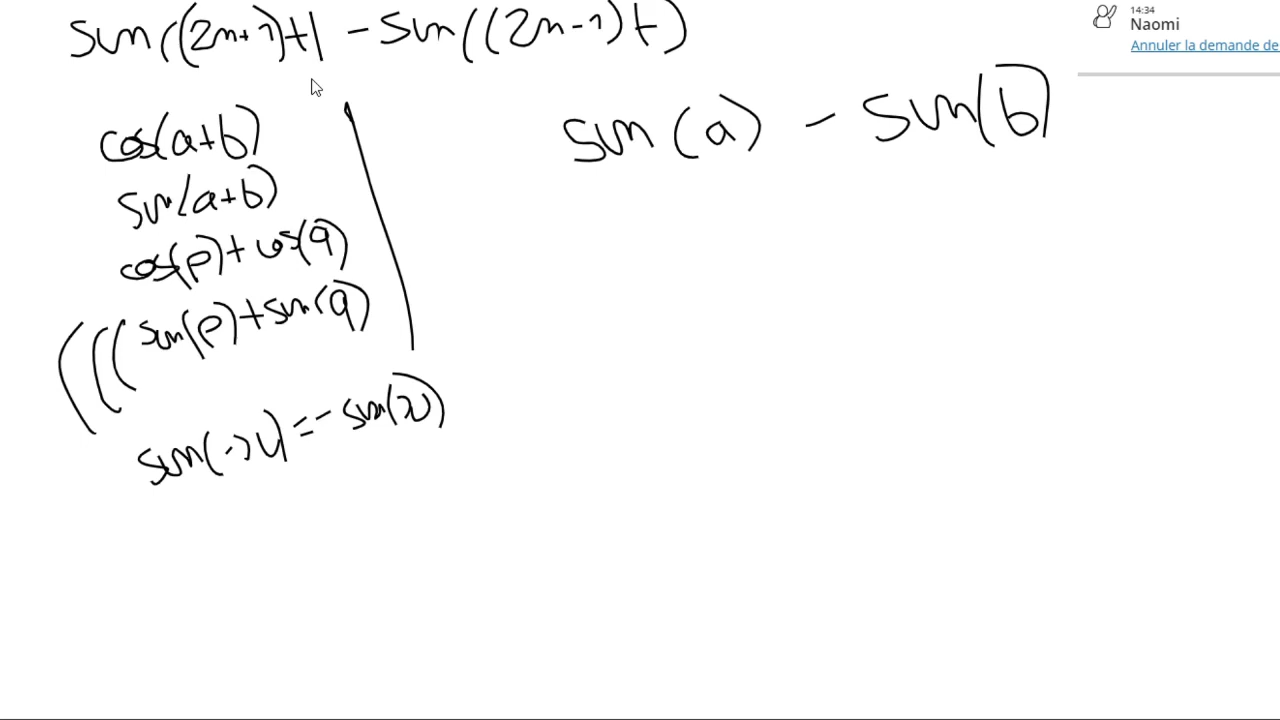 sin((2n+1)t) - sin((2n-1)t)
14:34
Naomi
Annuler la demande de
sin(a) - sin(b)
cos(a+b)
sin(a+b)
cos(p)+cos(q)
(((sin(p)+sin(q)
sin(-x)=-sin(x)